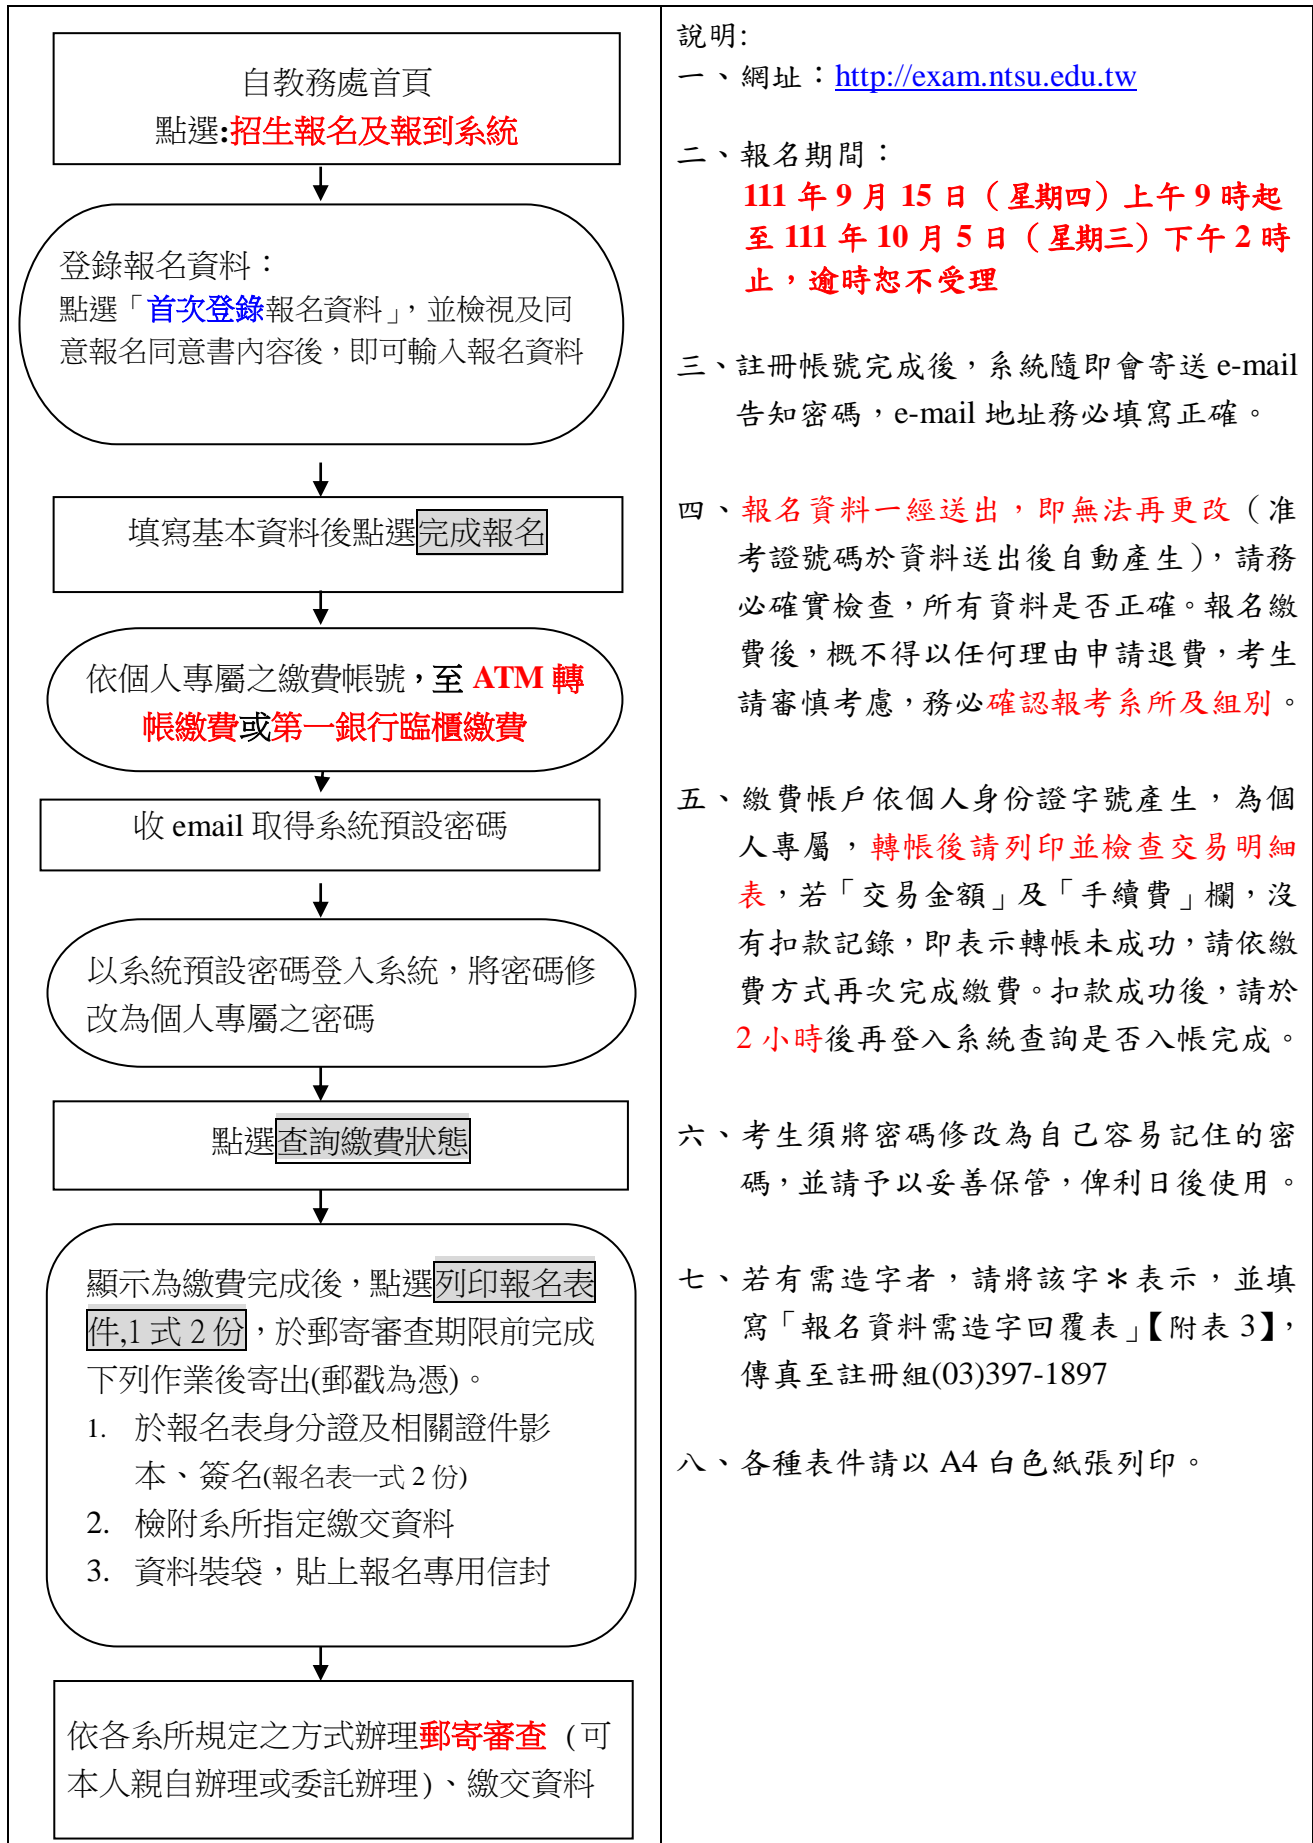 自教務處首頁
點選:招生報名及報到系統
登錄報名資料：
點選「首次登錄報名資料」，並檢視及同
意報名同意書內容後，即可輸入報名資料
填寫基本資料後點選完成報名
依個人專屬之繳費帳號，至 ATM 轉
帳繳費或第一銀行臨櫃繳費
收 email 取得系統預設密碼
以系統預設密碼登入系統，將密碼修
改為個人專屬之密碼
點選查詢繳費狀態
顯示為繳費完成後，點選列印報名表
件,1 式 2 份，於郵寄審查期限前完成
下列作業後寄出(郵戳為憑)。
1. 於報名表身分證及相關證件影
本、簽名(報名表一式 2 份)
2. 檢附系所指定繳交資料
3. 資料裝袋，貼上報名專用信封
依各系所規定之方式辦理郵寄審查（可
本人親自辦理或委託辦理）、繳交資料
說明:
一、網址：http://exam.ntsu.edu.tw
二、報名期間：
111 年 9 月 15 日（星期四）上午 9 時起
至 111 年 10 月 5 日（星期三）下午 2 時
止，逾時恕不受理
三、註冊帳號完成後，系統隨即會寄送 e-mail
告知密碼，e-mail 地址務必填寫正確。
四、報名資料一經送出，即無法再更改（准
考證號碼於資料送出後自動產生），請務
必確實檢查，所有資料是否正確。報名繳
費後，概不得以任何理由申請退費，考生
請審慎考慮，務必確認報考系所及組別。
五、繳費帳戶依個人身份證字號產生，為個
人專屬，轉帳後請列印並檢查交易明細
表，若「交易金額」及「手續費」欄，沒
有扣款記錄，即表示轉帳未成功，請依繳
費方式再次完成繳費。扣款成功後，請於
2 小時後再登入系統查詢是否入帳完成。
六、考生須將密碼修改為自己容易記住的密
碼，並請予以妥善保管，俾利日後使用。
七、若有需造字者，請將該字＊表示，並填
寫「報名資料需造字回覆表」【附表 3】，
傳真至註冊組(03)397-1897
八、各種表件請以 A4 白色紙張列印。